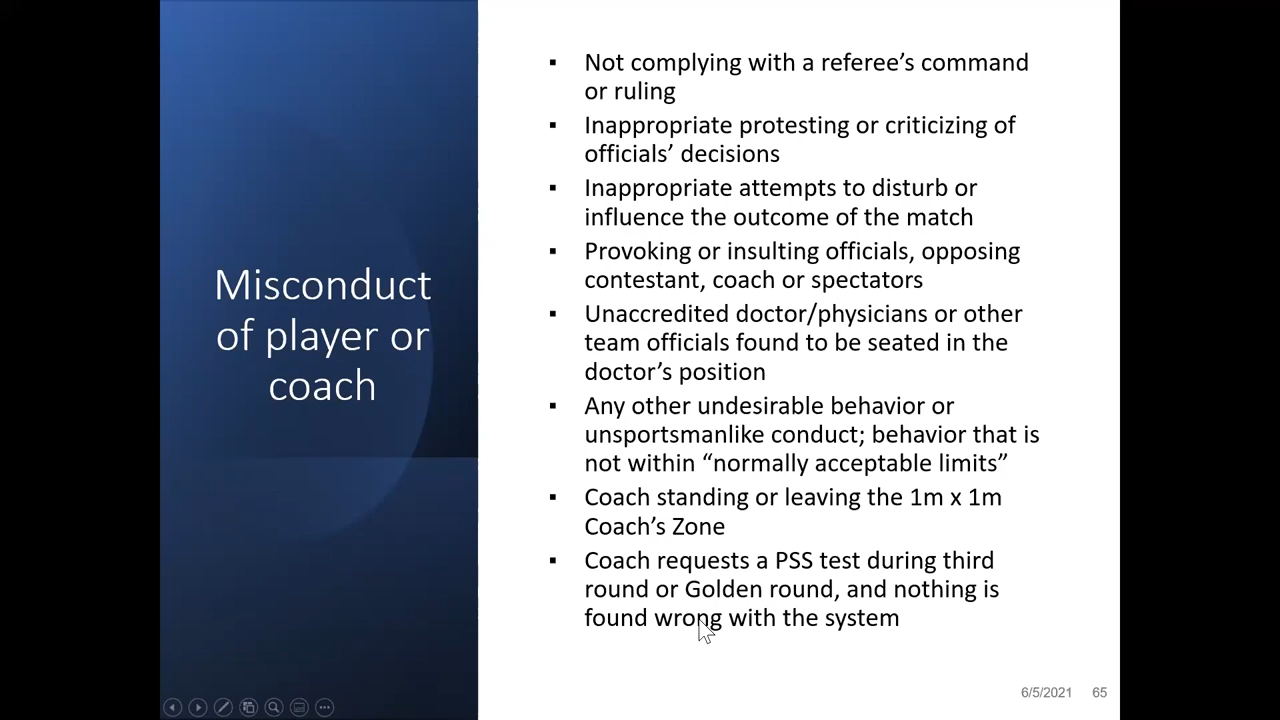 Misconduct
of player or
coach
▪ Not complying with a referee’s command
or ruling
▪ Inappropriate protesting or criticizing of
officials’ decisions
▪ Inappropriate attempts to disturb or
influence the outcome of the match
▪ Provoking or insulting officials, opposing
contestant, coach or spectators
▪ Unaccredited doctor/physicians or other
team officials found to be seated in the
doctor’s position
▪ Any other undesirable behavior or
unsportsmanlike conduct; behavior that is
not within “normally acceptable limits”
▪ Coach standing or leaving the 1m x 1m
Coach’s Zone
▪ Coach requests a PSS test during third
round or Golden round, and nothing is
found wrong with the system
6/5/2021 65